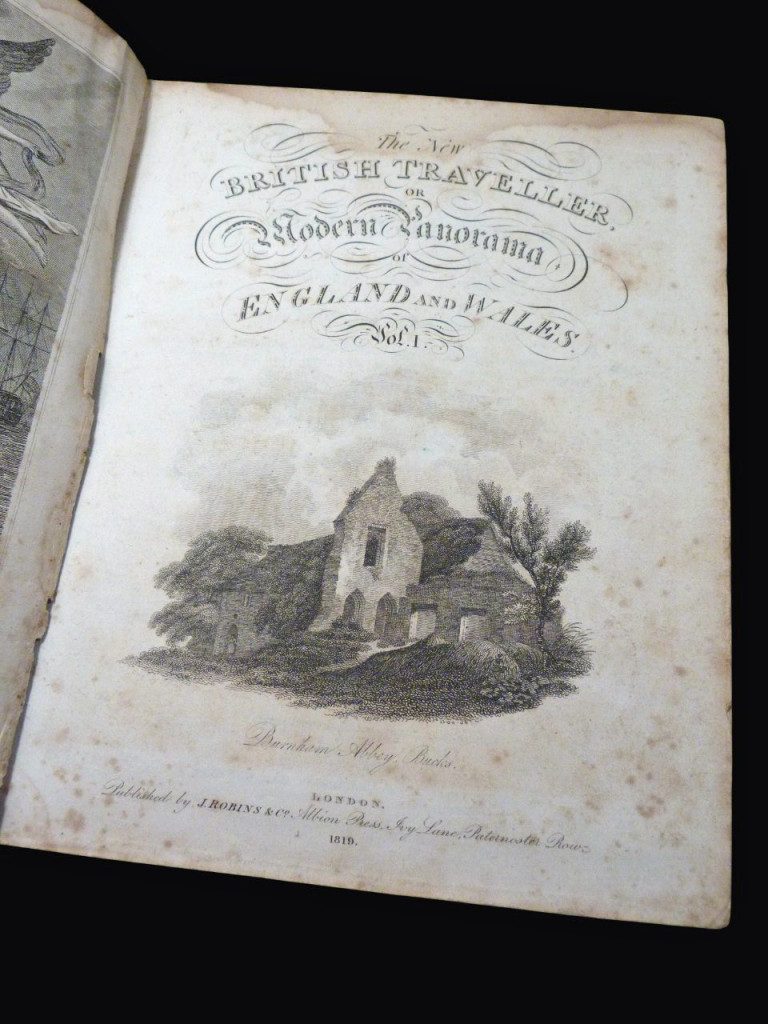 The New
BRITISH TRAVELLER,
OR
Modern Panorama,
of
ENGLAND AND WALES.
Vol. I.
Burnham Abbey, Bucks.
LONDON,
Published by J. ROBINS & Co. Albion Press, Ivy Lane, Paternoster Row;
1819.